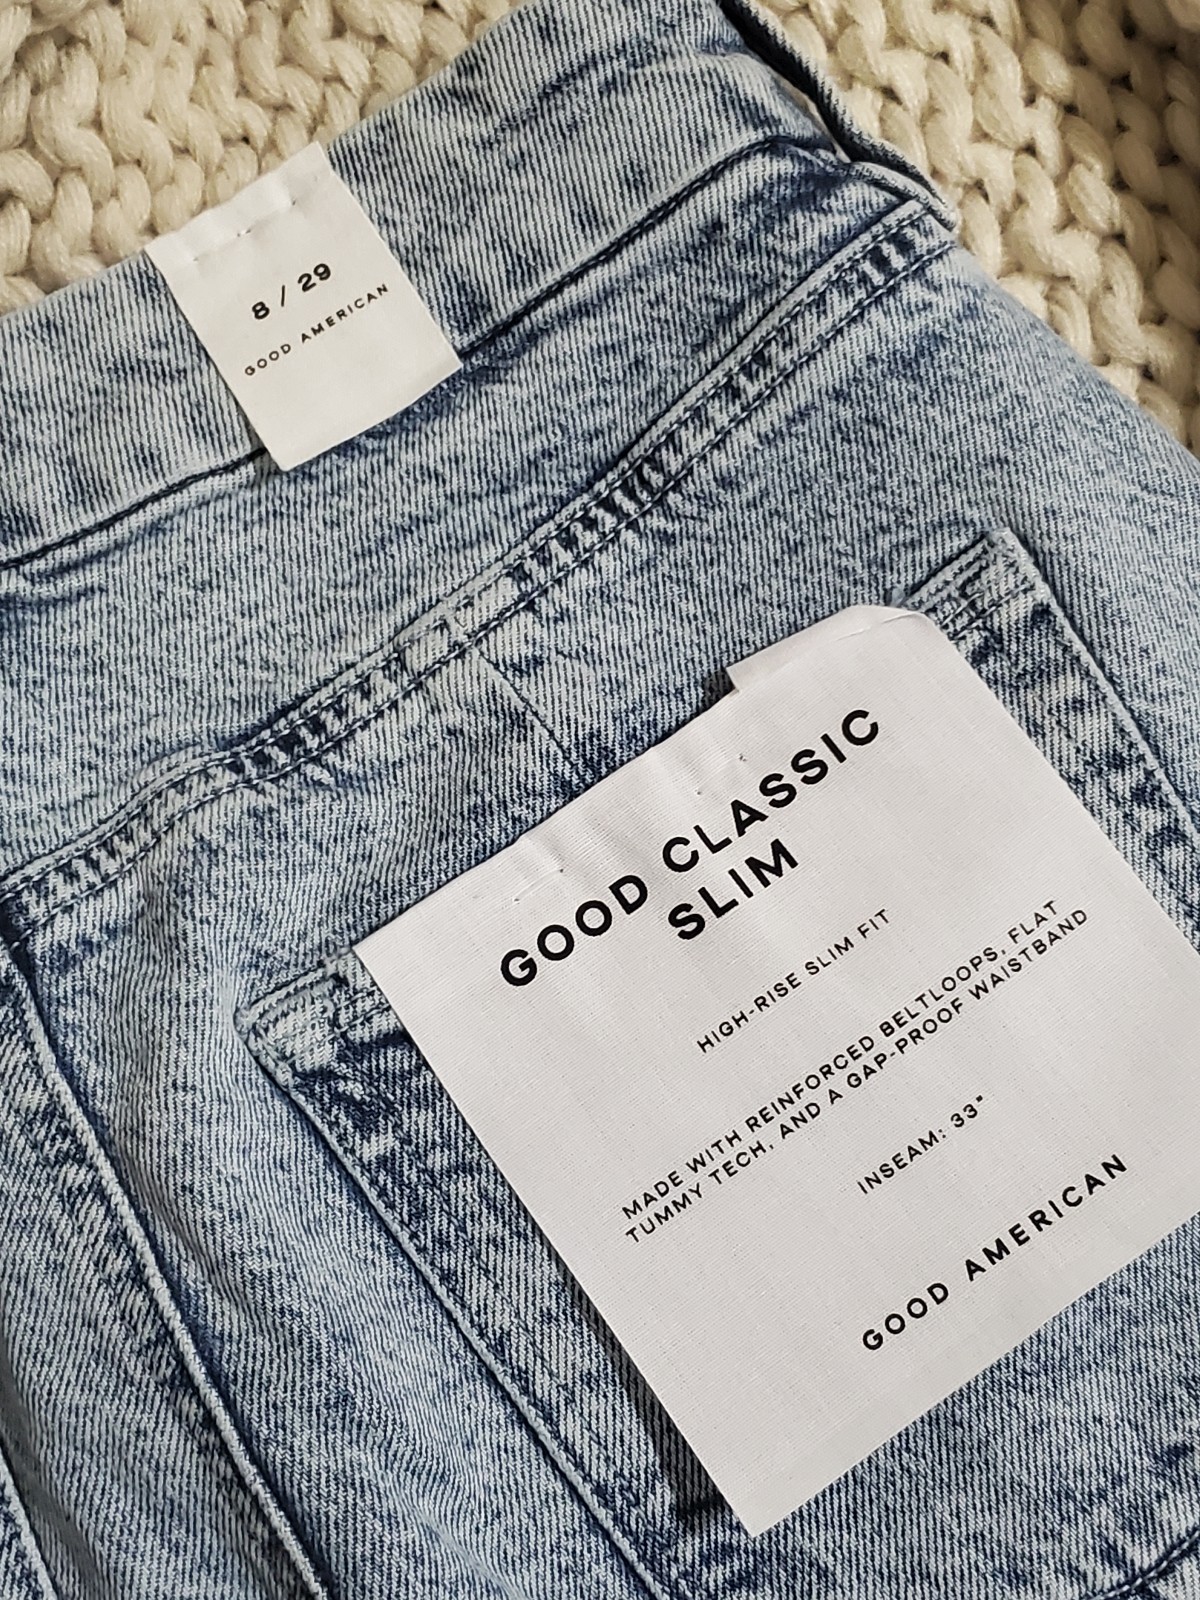 8 / 29
GOOD AMERICAN
GOOD CLASSIC
SLIM
HIGH-RISE SLIM FIT
MADE WITH REINFORCED BELTLOOPS, FLAT
TUMMY TECH, AND A GAP-PROOF WAISTBAND
INSEAM: 33"
GOOD AMERICAN